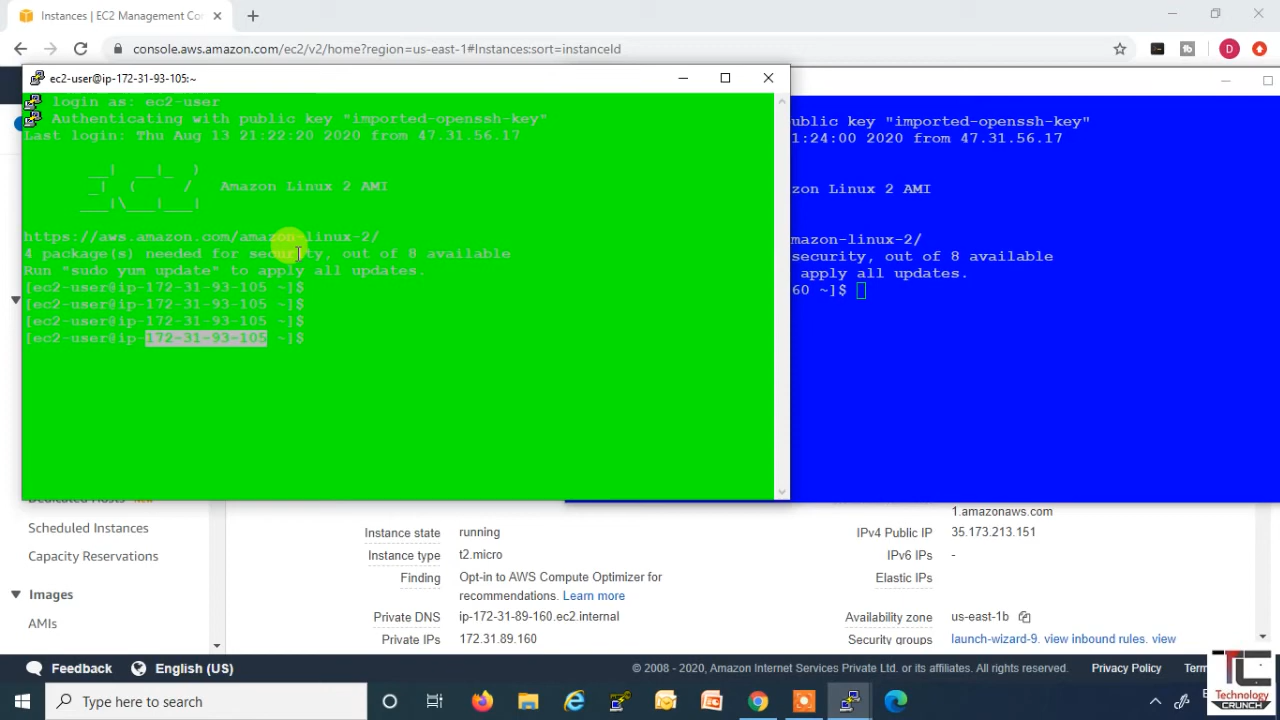 Instances | EC2 Management Co
console.aws.amazon.com/ec2/v2/home?region=us-east-1#Instances:sort=instanceId
D
ec2-user@ip-172-31-93-105:~
login as: ec2-user
Authenticating with public key "imported-openssh-key"
Last login: Thu Aug 13 21:22:20 2020 from 47.31.56.17
__| __|_ )
_| ( / Amazon Linux 2 AMI
___|\___|___|
https://aws.amazon.com/amazon-linux-2/
4 package(s) needed for security, out of 8 available
Run "sudo yum update" to apply all updates.
[ec2-user@ip-172-31-93-105 ~]$
[ec2-user@ip-172-31-93-105 ~]$
[ec2-user@ip-172-31-93-105 ~]$
[ec2-user@ip-172-31-93-105 ~]$
ublic key "imported-openssh-key"
1:24:00 2020 from 47.31.56.17
zon Linux 2 AMI
mazon-linux-2/
security, out of 8 available
apply all updates.
60 ~]$
Dedicated Hosts NEW
Scheduled Instances
Capacity Reservations
Images
AMIs
Instance state running
Instance type t2.micro
Finding Opt-in to AWS Compute Optimizer for
recommendations. Learn more
Private DNS ip-172-31-89-160.ec2.internal
Private IPs 172.31.89.160
1.amazonaws.com
IPv4 Public IP 35.173.213.151
IPv6 IPs -
Elastic IPs
Availability zone us-east-1b
Security groups launch-wizard-9. view inbound rules. view
Feedback English (US)
© 2008 - 2020, Amazon Internet Services Private Ltd. or its affiliates. All rights reserved. Privacy Policy Term
Type here to search
TC
Technology
CRUNCH